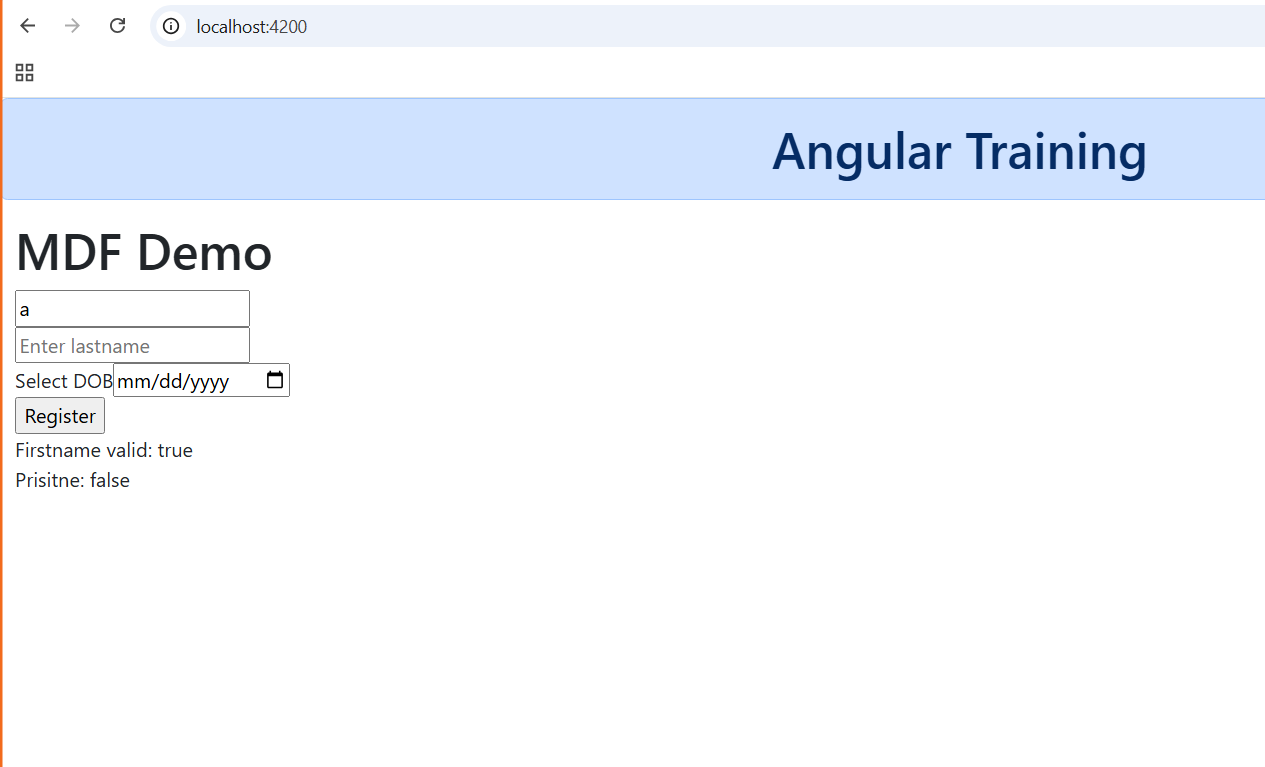 localhost:4200
Angular Training
MDF Demo
a
Enter lastname
Select DOB mm/dd/yyyy
Register
Firstname valid: true
Prisitne: false